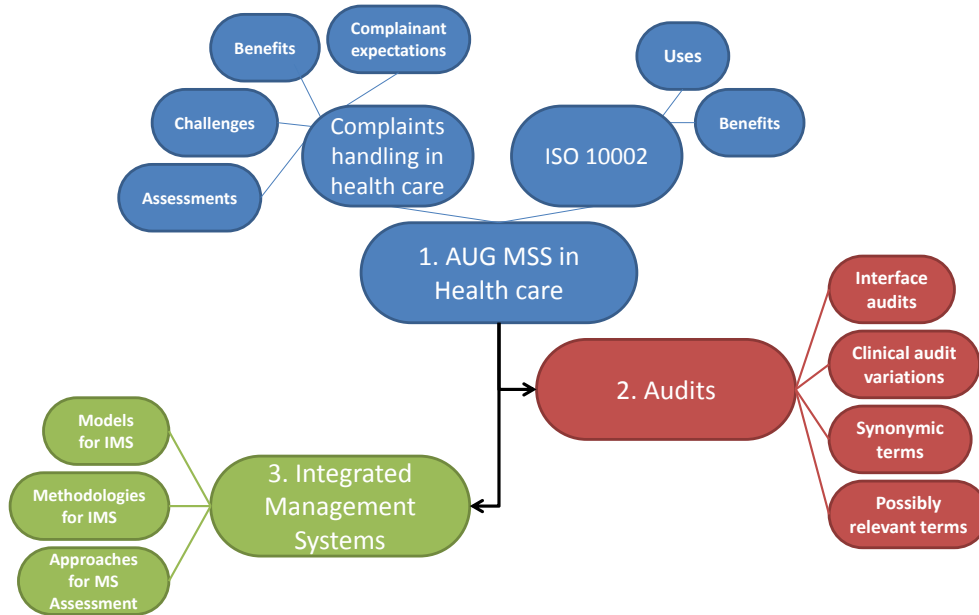 Complainant
expectations
Benefits
Uses
Challenges
Benefits
Complaints
handling in
health care
ISO 10002
Assessments
1. AUG MSS in
Health care
Interface
audits
Clinical audit
variations
2. Audits
Synonymic
terms
Possibly
relevant terms
Models
for IMS
3. Integrated
Management
Systems
Methodologies
for IMS
Approaches
for MS
Assessment